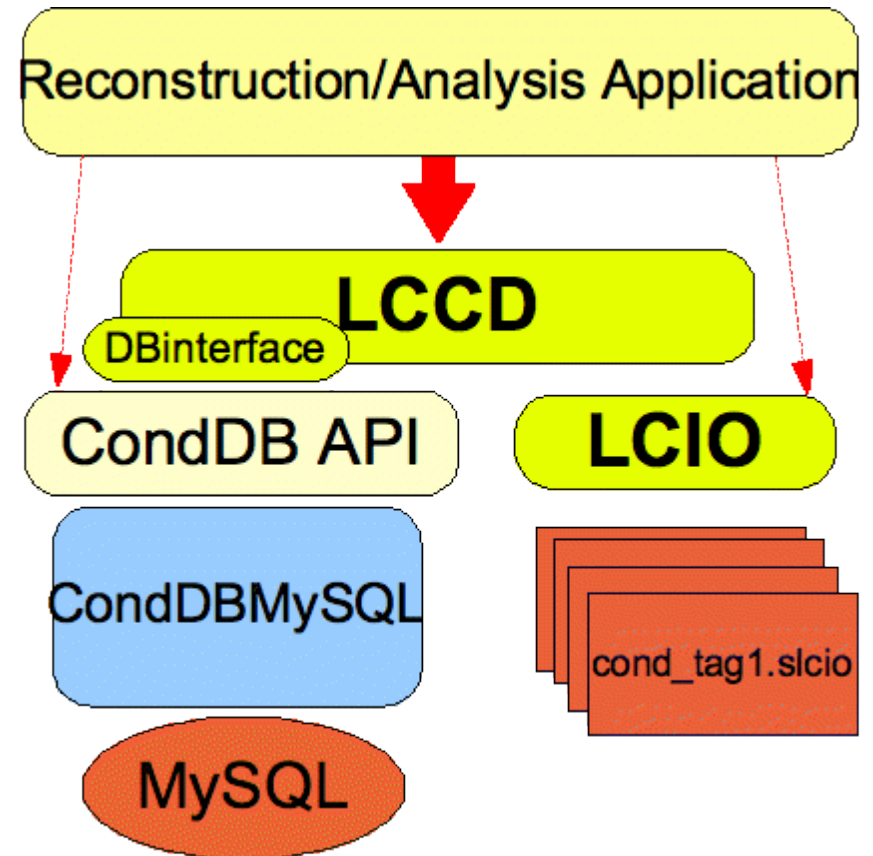 Reconstruction/Analysis Application
LCCD
DBinterface
CondDB API
LCIO
CondDBMySQL
cond_tag1.slcio
MySQL